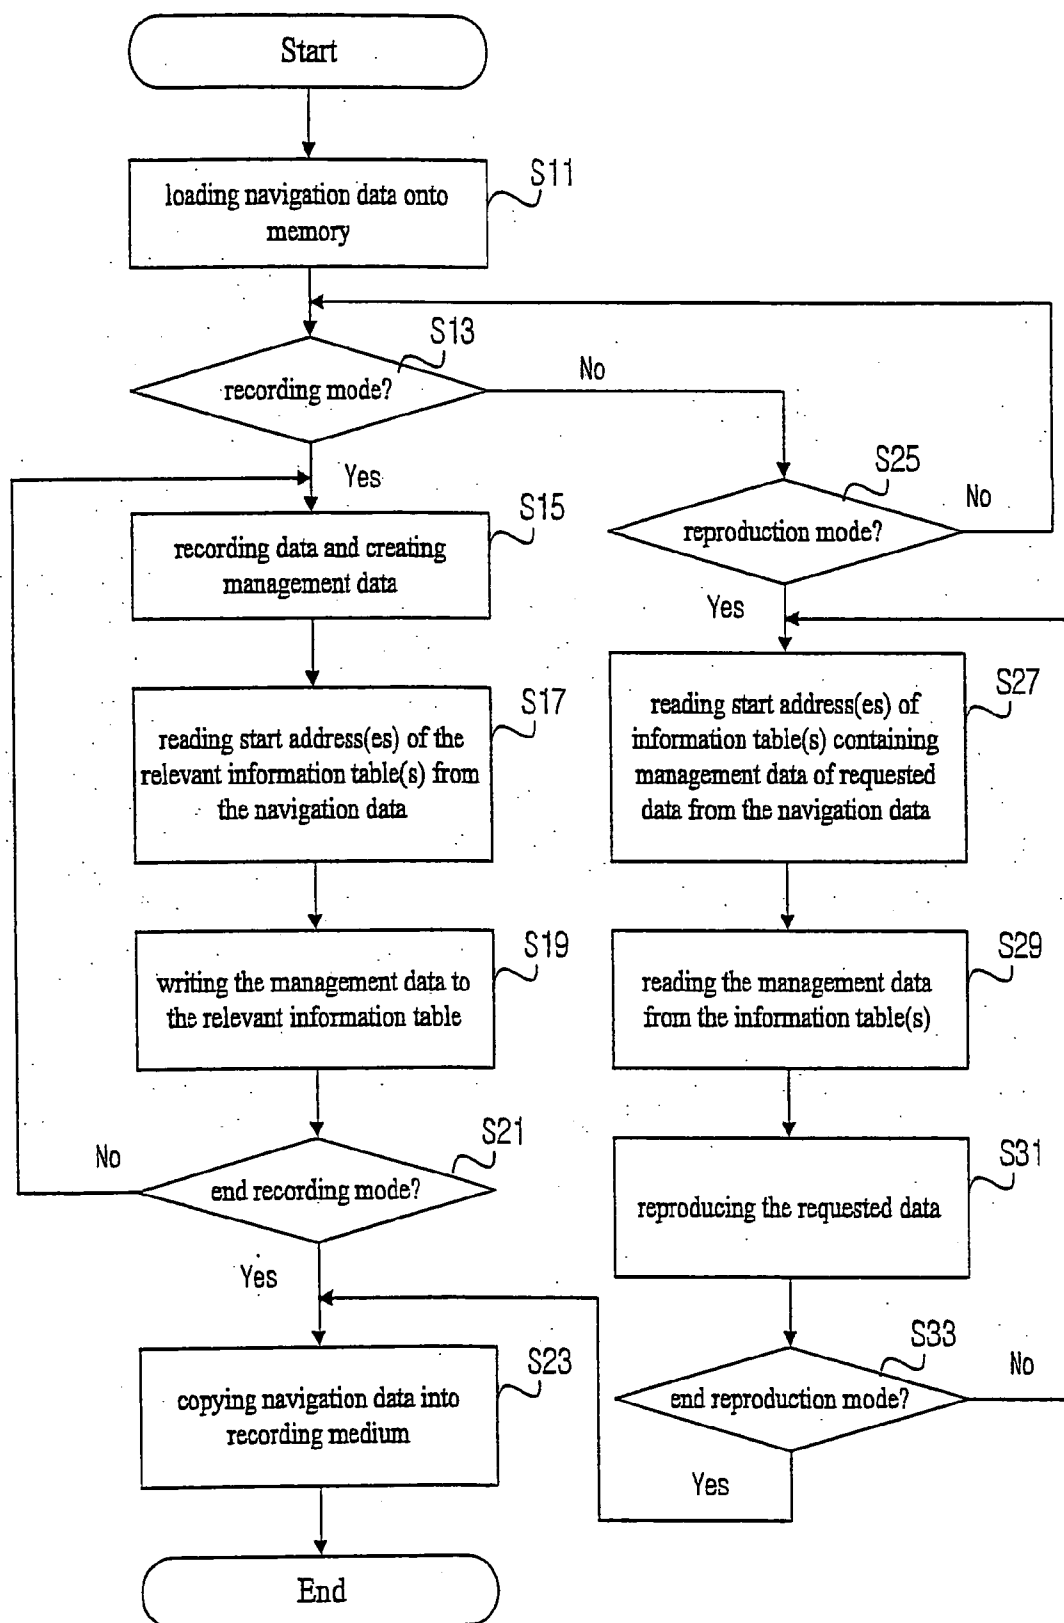 Start
S11
loading navigation data onto
memory
S13
recording mode?
No
Yes
S25
reproduction mode?
No
Yes
S15
recording data and creating
management data
S17
reading start address(es) of the
relevant information table(s) from
the navigation data
S19
writing the management data to
the relevant information table
S21
end recording mode?
No
Yes
S27
reading start address(es) of
information table(s) containing
management data of requested
data from the navigation data
S29
reading the management data
from the information table(s)
S31
reproducing the requested data
S33
end reproduction mode?
No
Yes
S23
copying navigation data into
recording medium
End